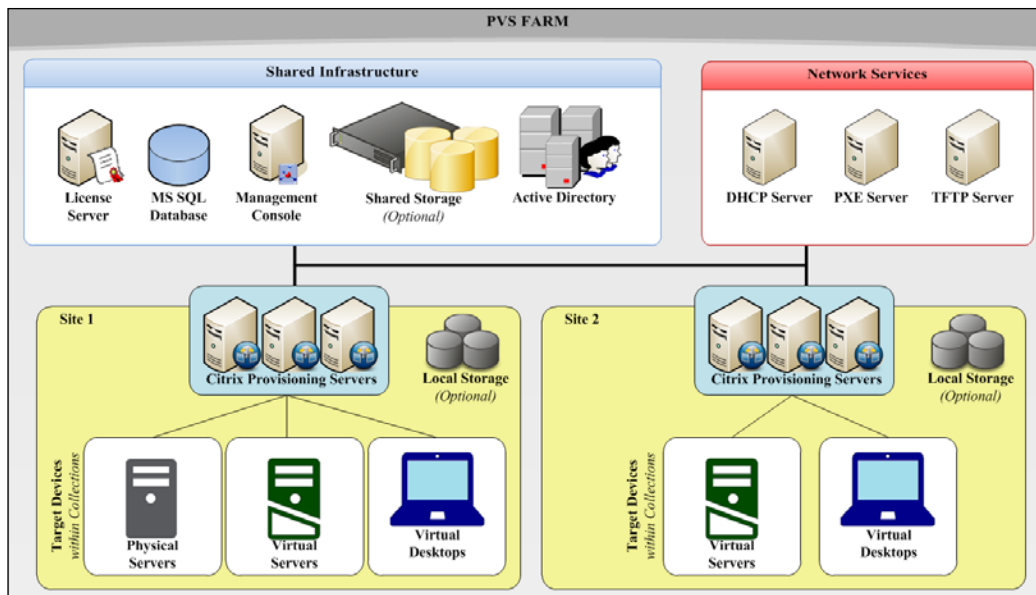 PVS FARM
Shared Infrastructure
License
Server
MS SQL
Database
Management
Console
Shared Storage
(Optional)
Active Directory
Network Services
DHCP Server
PXE Server
TFTP Server
Site 1
Citrix Provisioning Servers
Local Storage
(Optional)
Target Devices
within Collections
Physical
Servers
Virtual
Servers
Virtual
Desktops
Site 2
Citrix Provisioning Servers
Local Storage
(Optional)
Target Devices
within Collections
Virtual
Servers
Virtual
Desktops